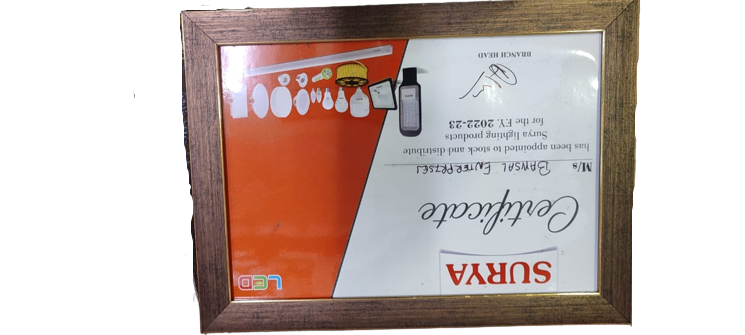 SURYA
LED
Certificate
M/s BANSAL ENTERPRISES
has been appointed to stock and distribute
Surya lighting products
for the F.Y. 2022-23
BRANCH HEAD